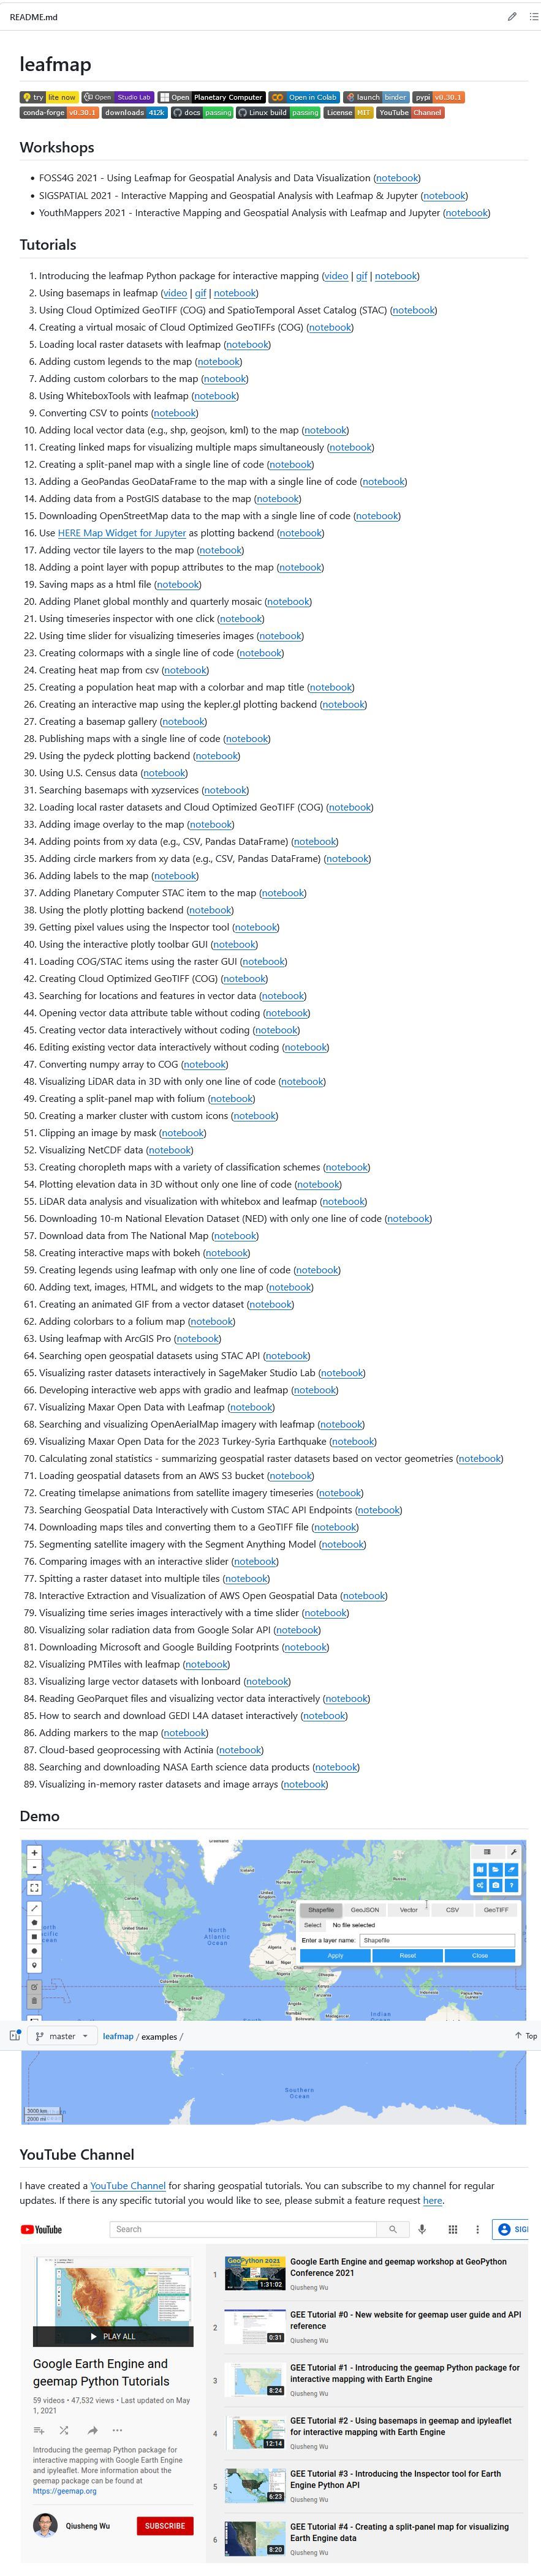 README.md
leafmap
try lite now Open Studio Lab Open Planetary Computer Open in Colab launch binder pypi v0.30.1
conda-forge v0.30.1 downloads 412k docs passing Linux build passing License MIT YouTube Channel
Workshops
• FOSS4G 2021 - Using Leafmap for Geospatial Analysis and Data Visualization (notebook)
• SIGSPATIAL 2021 - Interactive Mapping and Geospatial Analysis with Leafmap & Jupyter (notebook)
• YouthMappers 2021 - Interactive Mapping and Geospatial Analysis with Leafmap and Jupyter (notebook)
Tutorials
1. Introducing the leafmap Python package for interactive mapping (video | gif | notebook)
2. Using basemaps in leafmap (video | gif | notebook)
3. Using Cloud Optimized GeoTIFF (COG) and SpatioTemporal Asset Catalog (STAC) (notebook)
4. Creating a virtual mosaic of Cloud Optimized GeoTIFFs (COG) (notebook)
5. Loading local raster datasets with leafmap (notebook)
6. Adding custom legends to the map (notebook)
7. Adding custom colorbars to the map (notebook)
8. Using WhiteboxTools with leafmap (notebook)
9. Converting CSV to points (notebook)
10. Adding local vector data (e.g., shp, geojson, kml) to the map (notebook)
11. Creating linked maps for visualizing multiple maps simultaneously (notebook)
12. Creating a split-panel map with a single line of code (notebook)
13. Adding a GeoPandas GeoDataFrame to the map with a single line of code (notebook)
14. Adding data from a PostGIS database to the map (notebook)
15. Downloading OpenStreetMap data to the map with a single line of code (notebook)
16. Use HERE Map Widget for Jupyter as plotting backend (notebook)
17. Adding vector tile layers to the map (notebook)
18. Adding a point layer with popup attributes to the map (notebook)
19. Saving maps as a html file (notebook)
20. Adding Planet global monthly and quarterly mosaic (notebook)
21. Using timeseries inspector with one click (notebook)
22. Using time slider for visualizing timeseries images (notebook)
23. Creating colormaps with a single line of code (notebook)
24. Creating heat map from csv (notebook)
25. Creating a population heat map with a colorbar and map title (notebook)
26. Creating an interactive map using the kepler.gl plotting backend (notebook)
27. Creating a basemap gallery (notebook)
28. Publishing maps with a single line of code (notebook)
29. Using the pydeck plotting backend (notebook)
30. Using U.S. Census data (notebook)
31. Searching basemaps with xyzservices (notebook)
32. Loading local raster datasets and Cloud Optimized GeoTIFF (COG) (notebook)
33. Adding image overlay to the map (notebook)
34. Adding points from xy data (e.g., CSV, Pandas DataFrame) (notebook)
35. Adding circle markers from xy data (e.g., CSV, Pandas DataFrame) (notebook)
36. Adding labels to the map (notebook)
37. Adding Planetary Computer STAC item to the map (notebook)
38. Using the plotly plotting backend (notebook)
39. Getting pixel values using the Inspector tool (notebook)
40. Using the interactive plotly toolbar GUI (notebook)
41. Loading COG/STAC items using the raster GUI (notebook)
42. Creating Cloud Optimized GeoTIFF (COG) (notebook)
43. Searching for locations and features in vector data (notebook)
44. Opening vector data attribute table without coding (notebook)
45. Creating vector data interactively without coding (notebook)
46. Editing existing vector data interactively without coding (notebook)
47. Converting numpy array to COG (notebook)
48. Visualizing LiDAR data in 3D with only one line of code (notebook)
49. Creating a split-panel map with folium (notebook)
50. Creating a marker cluster with custom icons (notebook)
51. Clipping an image by mask (notebook)
52. Visualizing NetCDF data (notebook)
53. Creating choropleth maps with a variety of classification schemes (notebook)
54. Plotting elevation data in 3D without only one line of code (notebook)
55. LiDAR data analysis and visualization with whitebox and leafmap (notebook)
56. Downloading 10-m National Elevation Dataset (NED) with only one line of code (notebook)
57. Download data from The National Map (notebook)
58. Creating interactive maps with bokeh (notebook)
59. Creating legends using leafmap with only one line of code (notebook)
60. Adding text, images, HTML, and widgets to the map (notebook)
61. Creating an animated GIF from a vector dataset (notebook)
62. Adding colorbars to a folium map (notebook)
63. Using leafmap with ArcGIS Pro (notebook)
64. Searching open geospatial datasets using STAC API (notebook)
65. Visualizing raster datasets interactively in SageMaker Studio Lab (notebook)
66. Developing interactive web apps with gradio and leafmap (notebook)
67. Visualizing Maxar Open Data with Leafmap (notebook)
68. Searching and visualizing OpenAerialMap imagery with leafmap (notebook)
69. Visualizing Maxar Open Data for the 2023 Turkey-Syria Earthquake (notebook)
70. Calculating zonal statistics - summarizing geospatial raster datasets based on vector geometries (notebook)
71. Loading geospatial datasets from an AWS S3 bucket (notebook)
72. Creating timelapse animations from satellite imagery timeseries (notebook)
73. Searching Geospatial Data Interactively with Custom STAC API Endpoints (notebook)
74. Downloading maps tiles and converting them to a GeoTIFF file (notebook)
75. Segmenting satellite imagery with the Segment Anything Model (notebook)
76. Comparing images with an interactive slider (notebook)
77. Spitting a raster dataset into multiple tiles (notebook)
78. Interactive Extraction and Visualization of AWS Open Geospatial Data (notebook)
79. Visualizing time series images interactively with a time slider (notebook)
80. Visualizing solar radiation data from Google Solar API (notebook)
81. Downloading Microsoft and Google Building Footprints (notebook)
82. Visualizing PMTiles with leafmap (notebook)
83. Visualizing large vector datasets with lonboard (notebook)
84. Reading GeoParquet files and visualizing vector data interactively (notebook)
85. How to search and download GEDI L4A dataset interactively (notebook)
86. Adding markers to the map (notebook)
87. Cloud-based geoprocessing with Actinia (notebook)
88. Searching and downloading NASA Earth science data products (notebook)
89. Visualizing in-memory raster datasets and image arrays (notebook)
Demo
Greenland
Finland
Norway
Russia
Canada
United States
North
Atlantic
Ocean
Mexico
Shapefile GeoJSON Vector CSV GeoTIFF
Select No file selected
Enter a layer name: Shapefile
Apply Reset Close
Algeria
Mali
Niger
Brazil
Peru
Indian
master leafmap / examples / Top
Southern
Ocean
3000 km
2000 mi
YouTube Channel
I have created a YouTube Channel for sharing geospatial tutorials. You can subscribe to my channel for regular
updates. If there is any specific tutorial you would like to see, please submit a feature request here.
YouTube Search SIG
PLAY ALL
Google Earth Engine and
geemap Python Tutorials
59 videos • 47,532 views • Last updated on May
1, 2021
Introducing the geemap Python package for
interactive mapping with Google Earth Engine
and ipyleaflet. More information about the
geemap package can be found at
https://geemap.org
Qiusheng Wu SUBSCRIBE
1 GeoPython 2021 1:31:02
Google Earth Engine and geemap workshop at GeoPython
Conference 2021
Qiusheng Wu
2 0:31
GEE Tutorial #0 - New website for geemap user guide and API
reference
Qiusheng Wu
3 8:24
GEE Tutorial #1 - Introducing the geemap Python package for
interactive mapping with Earth Engine
Qiusheng Wu
4 12:14
GEE Tutorial #2 - Using basemaps in geemap and ipyleaflet
for interactive mapping with Earth Engine
Qiusheng Wu
5 6:23
GEE Tutorial #3 - Introducing the Inspector tool for Earth
Engine Python API
Qiusheng Wu
6 8:20
GEE Tutorial #4 - Creating a split-panel map for visualizing
Earth Engine data
Qiusheng Wu